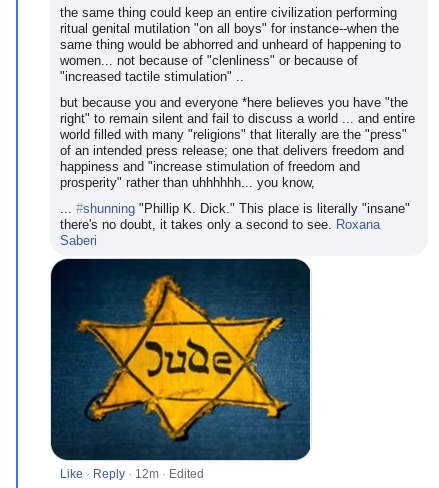 the same thing could keep an entire civilization performing
ritual genital mutilation "on all boys" for instance--when the
same thing would be abhorred and unheard of happening to
women... not because of "clenliness" or because of
"increased tactile stimulation" ..
but because you and everyone *here believes you have "the
right" to remain silent and fail to discuss a world ... and entire
world filled with many "religions" that literally are the "press"
of an intended press release; one that delivers freedom and
happiness and "increase stimulation of freedom and
prosperity" rather than uhhhhhh... you know,
... #shunning "Phillip K. Dick." This place is literally "insane"
there's no doubt, it takes only a second to see. Roxana
Saberi
Jude
Like · Reply · 12m · Edited